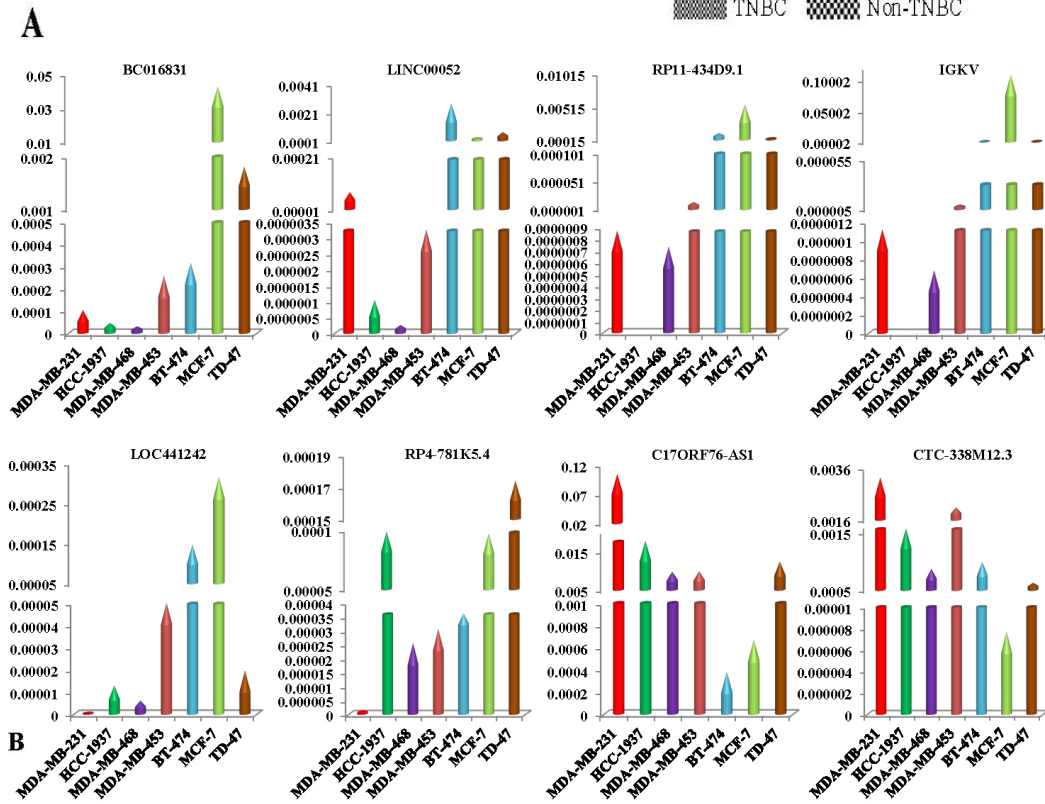 TNBC Non-TNBC
A
BC016831
0.05
0.03
0.01
0.002
0.001
0.0005
0.0004
0.0003
0.0002
0.0001
0
MDA-MB-231
HCC-1937
MDA-MB-468
MDA-MB-453
BT-474
MCF-7
TD-47
LINC00052
0.0041
0.0021
0.0001
0.00021
0.00001
0.0000035
0.000003
0.0000025
0.000002
0.0000015
0.000001
0.0000005
0
MDA-MB-231
HCC-1937
MDA-MB-468
MDA-MB-453
BT-474
MCF-7
TD-47
RP11-434D9.1
0.01015
0.00515
0.00015
0.000101
0.000051
0.000001
0.0000009
0.0000008
0.0000007
0.0000006
0.0000005
0.0000004
0.0000003
0.0000002
0.0000001
0
MDA-MB-231
HCC-1937
MDA-MB-468
MDA-MB-453
BT-474
MCF-7
TD-47
IGKV
0.10002
0.05002
0.00002
0.000055
0.000005
0.0000012
0.000001
0.0000008
0.0000006
0.0000004
0.0000002
0
MDA-MB-231
HCC-1937
MDA-MB-468
MDA-MB-453
BT-474
MCF-7
TD-47
LOC441242
0.00035
0.00025
0.00015
0.00005
0.00005
0.00004
0.00003
0.00002
0.00001
0
MDA-MB-231
HCC-1937
MDA-MB-468
MDA-MB-453
BT-474
MCF-7
TD-47
RP4-781K5.4
0.00019
0.00017
0.00015
0.0001
0.00005
0.00004
0.000035
0.00003
0.000025
0.00002
0.000015
0.00001
0.000005
0
MDA-MB-231
HCC-1937
MDA-MB-468
MDA-MB-453
BT-474
MCF-7
TD-47
C17ORF76-AS1
0.12
0.07
0.02
0.015
0.005
0.001
0.0008
0.0006
0.0004
0.0002
0
MDA-MB-231
HCC-1937
MDA-MB-468
MDA-MB-453
BT-474
MCF-7
TD-47
CTC-338M12.3
0.0036
0.0016
0.0015
0.0005
0.00001
0.000008
0.000006
0.000004
0.000002
0
MDA-MB-231
HCC-1937
MDA-MB-468
MDA-MB-453
BT-474
MCF-7
TD-47
B